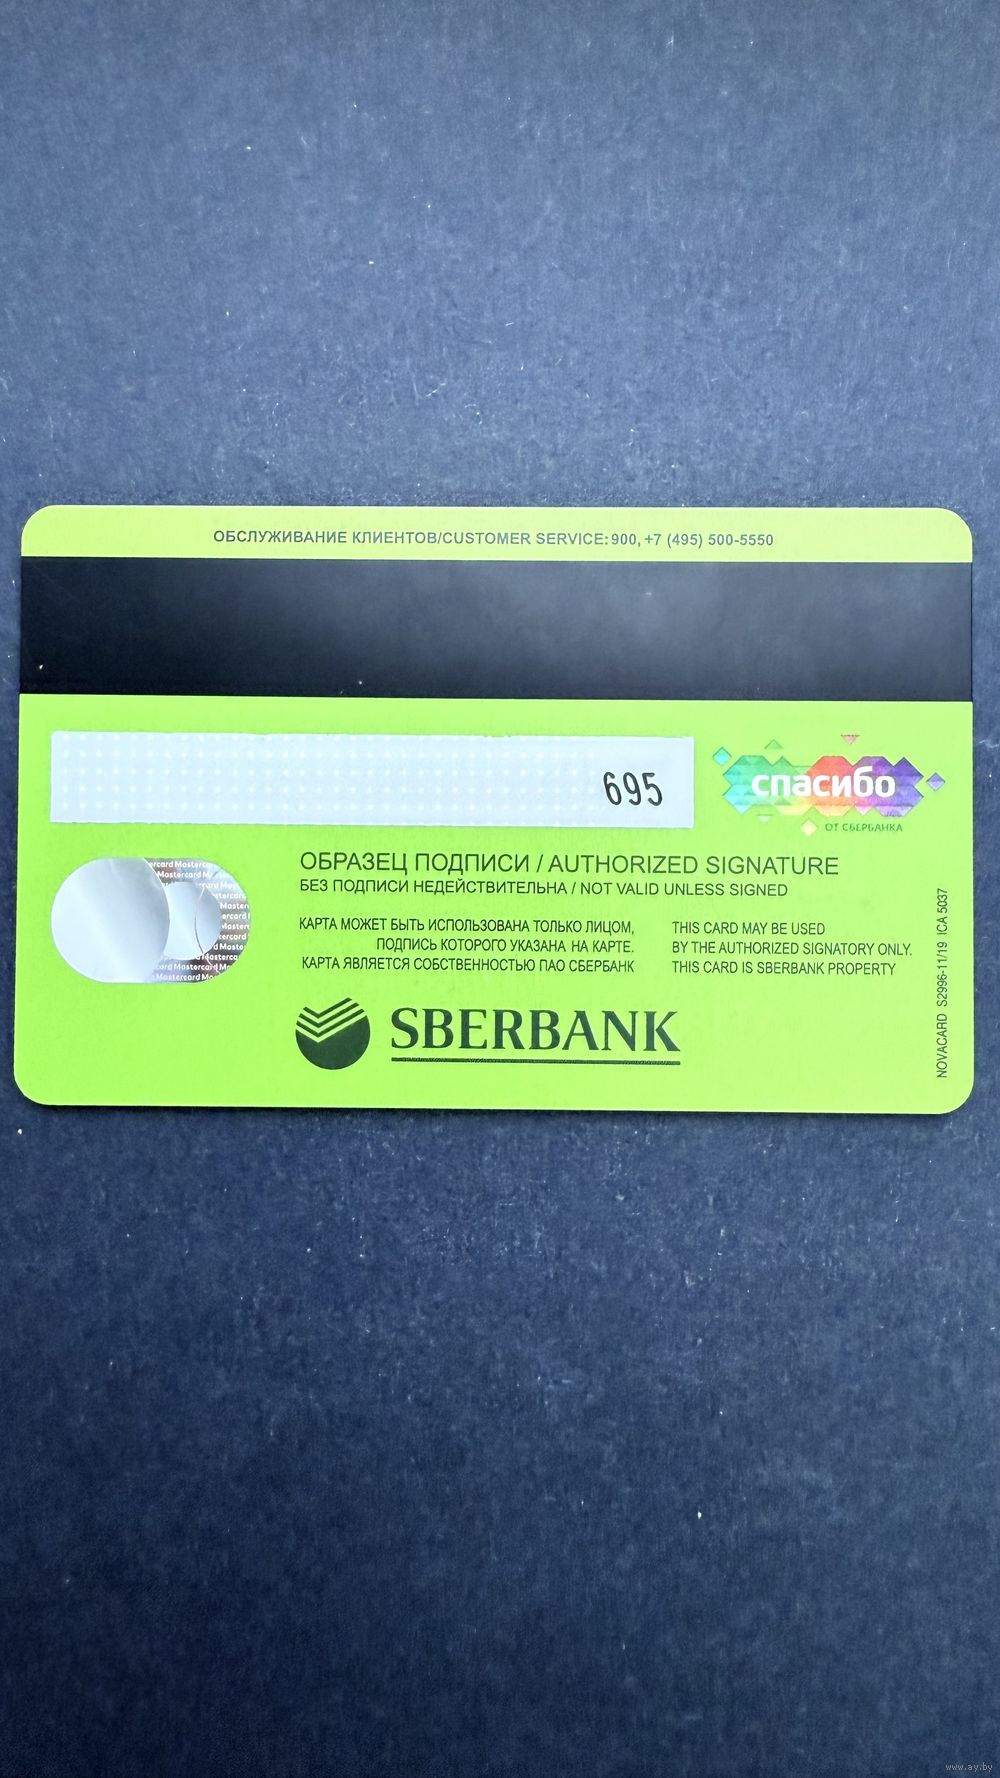 ОБСЛУЖИВАНИЕ КЛИЕНТОВ/CUSTOMER SERVICE: 900, +7 (495) 500-5550
695
спасибо
ОТ СБЕРБАНКА
ОБРАЗЕЦ ПОДПИСИ / AUTHORIZED SIGNATURE
БЕЗ ПОДПИСИ НЕДЕЙСТВИТЕЛЬНА / NOT VALID UNLESS SIGNED
КАРТА МОЖЕТ БЫТЬ ИСПОЛЬЗОВАНА ТОЛЬКО ЛИЦОМ,
ПОДПИСЬ КОТОРОГО УКАЗАНА НА КАРТЕ.
КАРТА ЯВЛЯЕТСЯ СОБСТВЕННОСТЬЮ ПАО СБЕРБАНК
THIS CARD MAY BE USED
BY THE AUTHORIZED SIGNATORY ONLY.
THIS CARD IS SBERBANK PROPERTY
SBERBANK
NOVACARD S2996-11/19 ICA 5037
www.ay.by